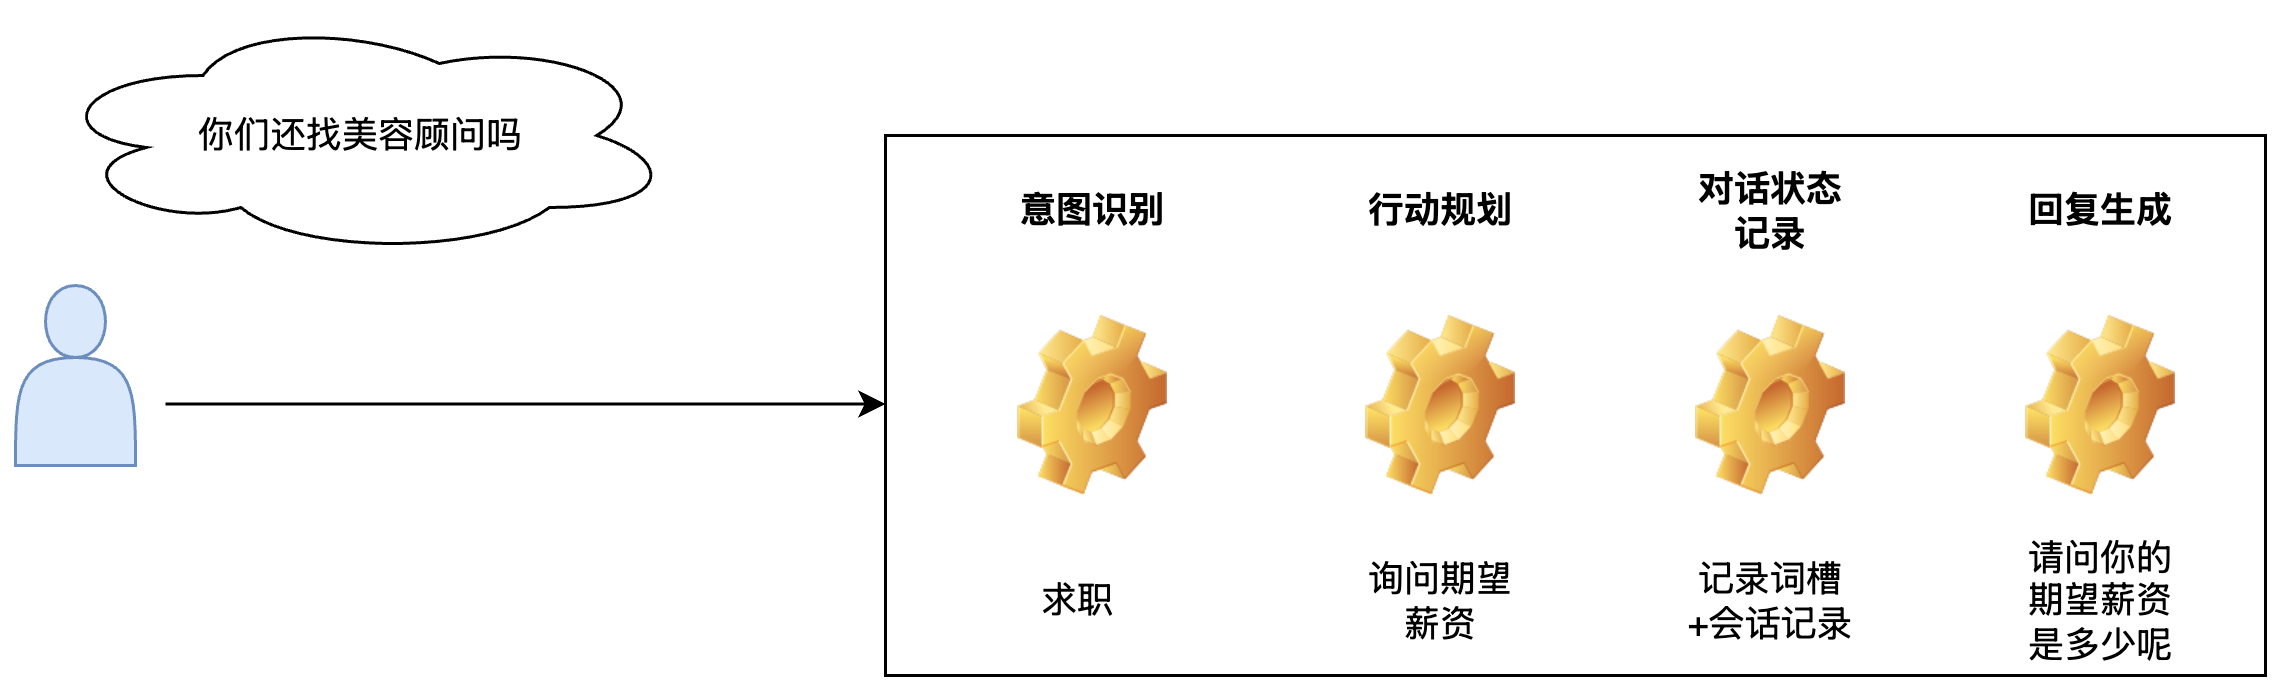 你们还找美容顾问吗
意图识别
行动规划
对话状态
记录
回复生成
求职
询问期望
薪资
记录词槽
+会话记录
请问你的
期望薪资
是多少呢